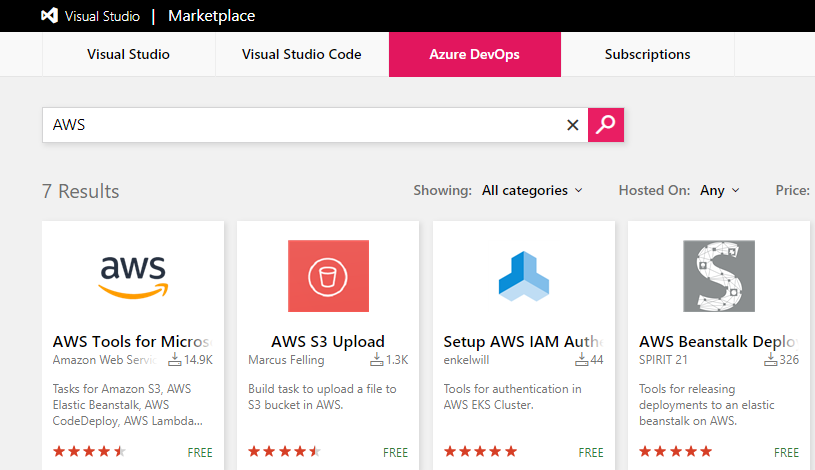 Visual Studio | Marketplace
Visual Studio
Visual Studio Code
Azure DevOps
Subscriptions
AWS
7 Results
Showing: All categories
Hosted On: Any
Price:
aws
AWS Tools for Micros
Amazon Web Servic
14.9K
Tasks for Amazon S3, AWS
Elastic Beanstalk, AWS
CodeDeploy, AWS Lambda...
FREE
AWS S3 Upload
Marcus Felling
1.3K
Build task to upload a file to
S3 bucket in AWS.
FREE
Setup AWS IAM Authe
enkelwill
44
Tools for authentication in
AWS EKS Cluster.
FREE
S
AWS Beanstalk Deplo
SPIRIT 21
326
Tools for releasing
deployments to an elastic
beanstalk on AWS.
FREE